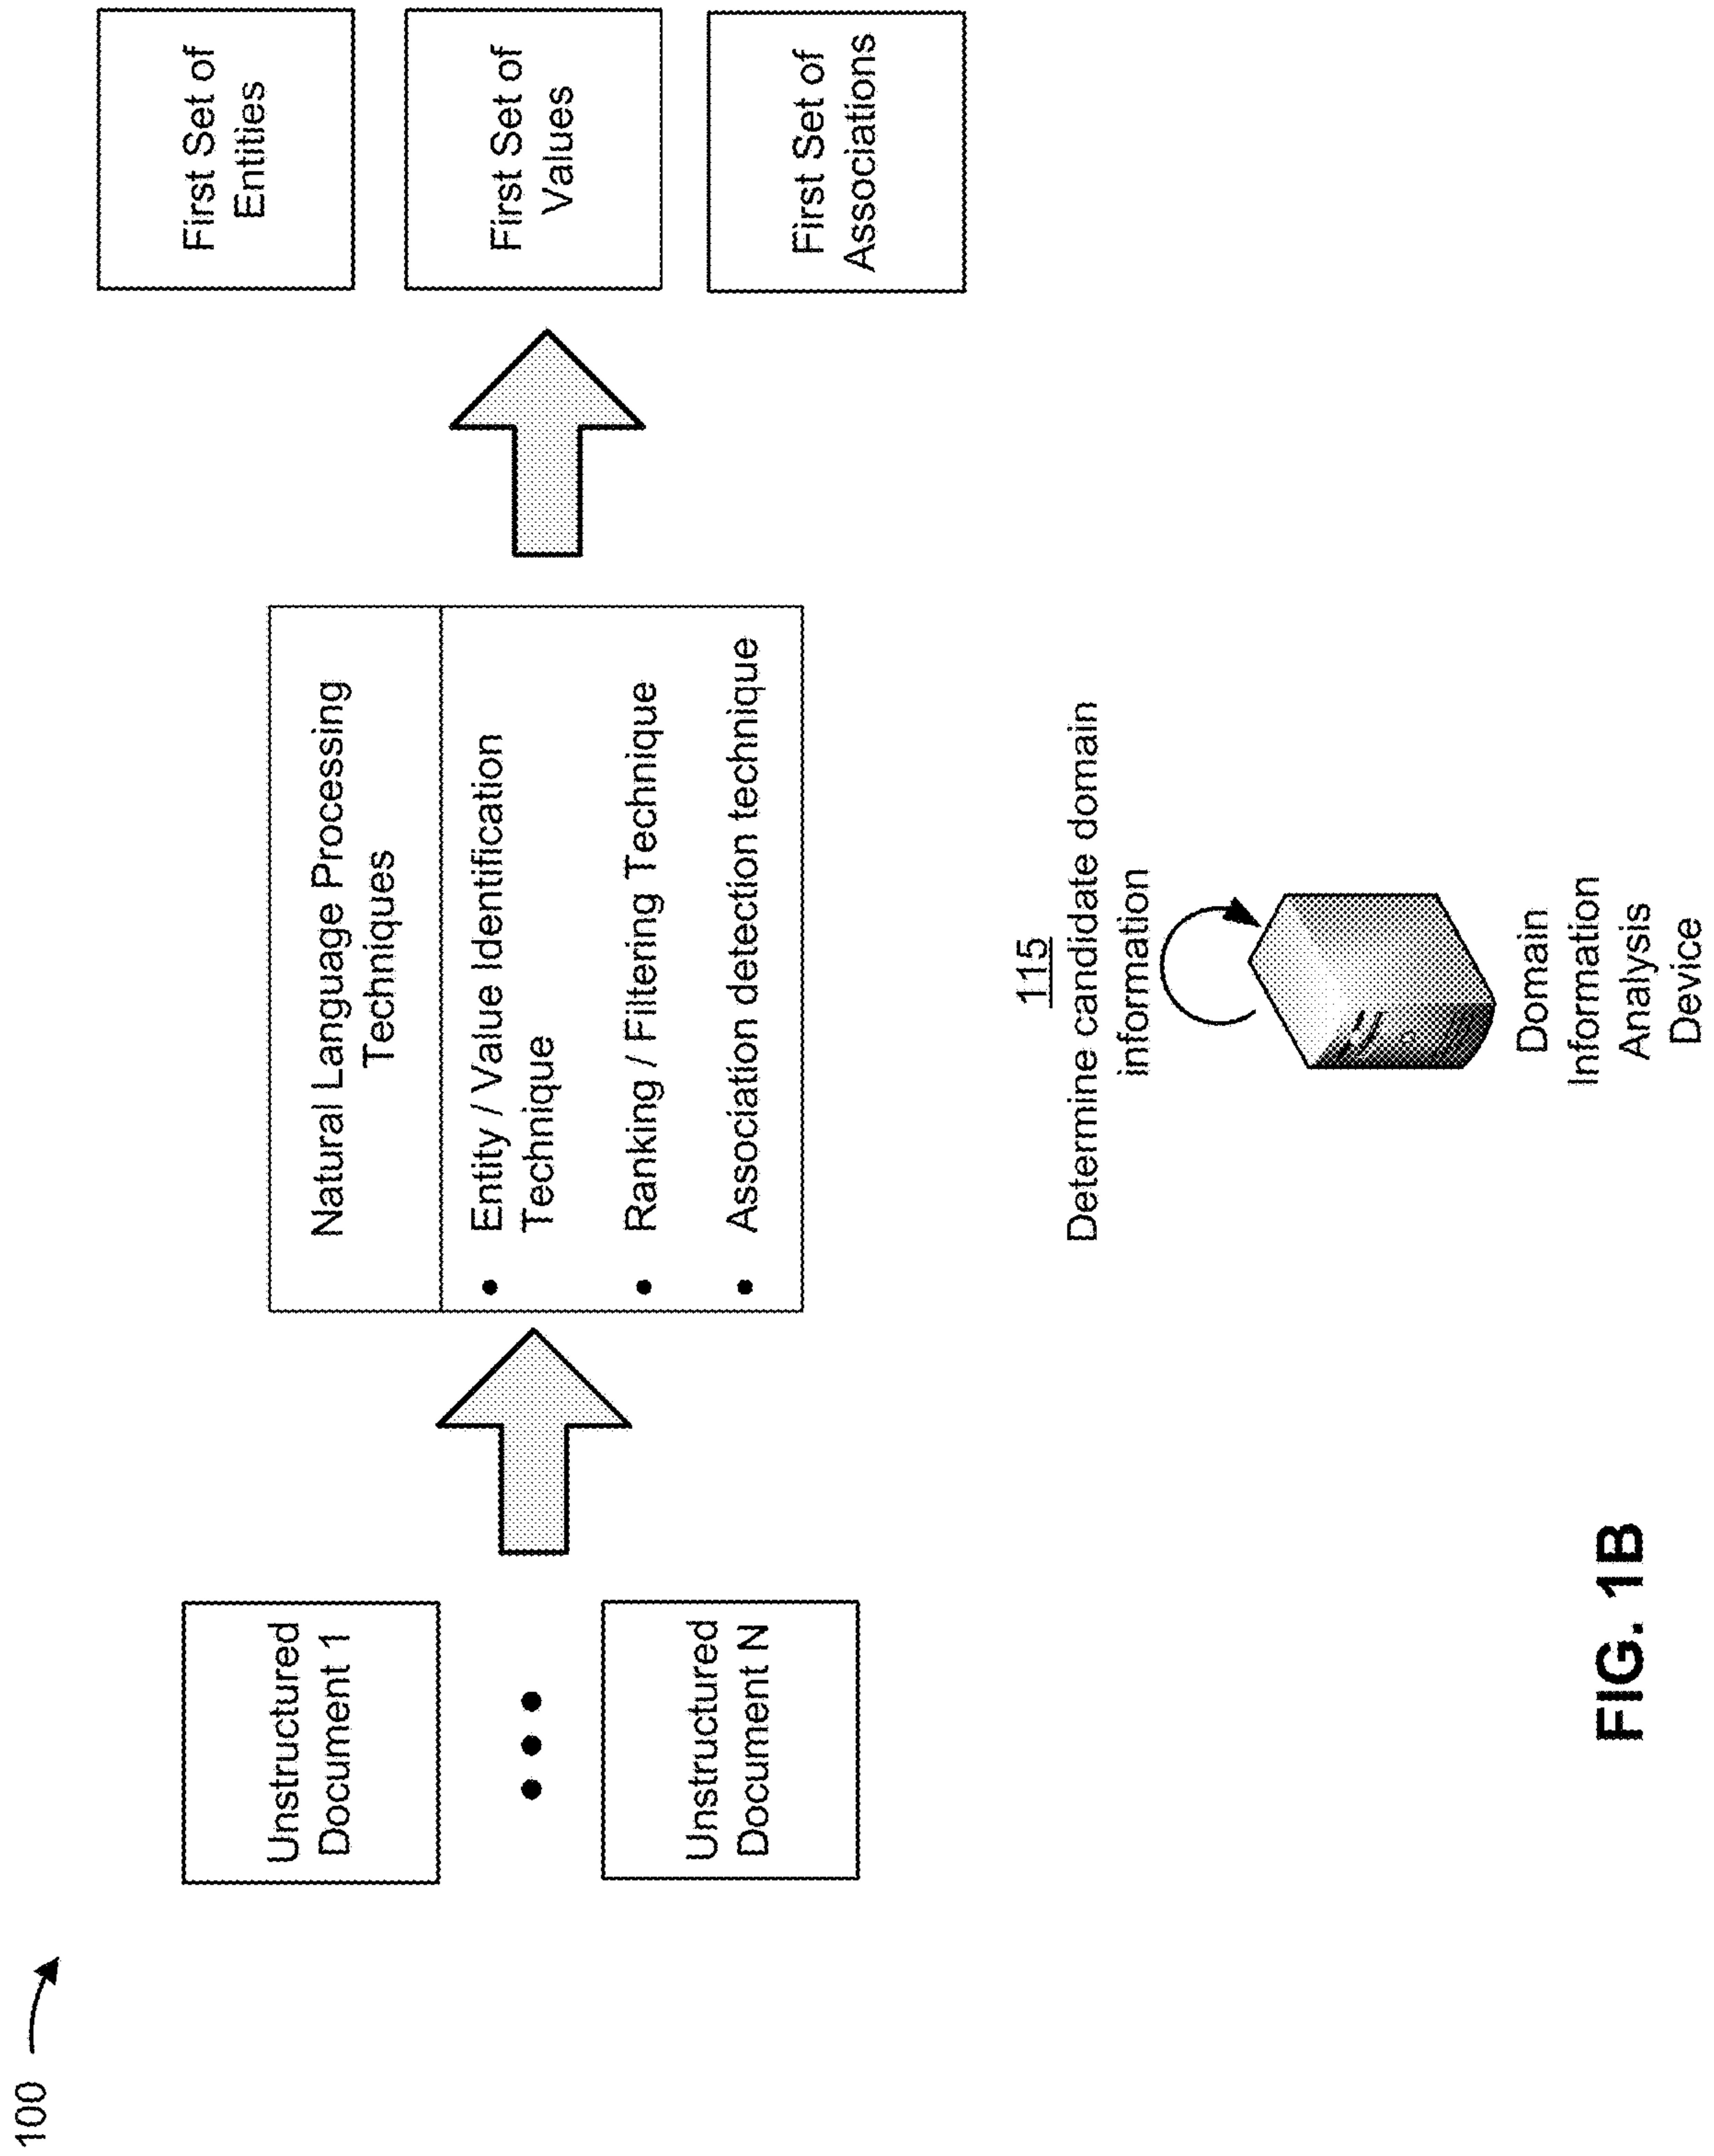 100
Unstructured
Document 1
Unstructured
Document N
Natural Language Processing
Techniques
• Entity / Value Identification
Technique
• Ranking / Filtering Technique
• Association detection technique
First Set of
Entities
First Set of
Values
First Set of
Associations
115
Determine candidate domain
information
Domain
Information
Analysis
Device
FIG. 1B